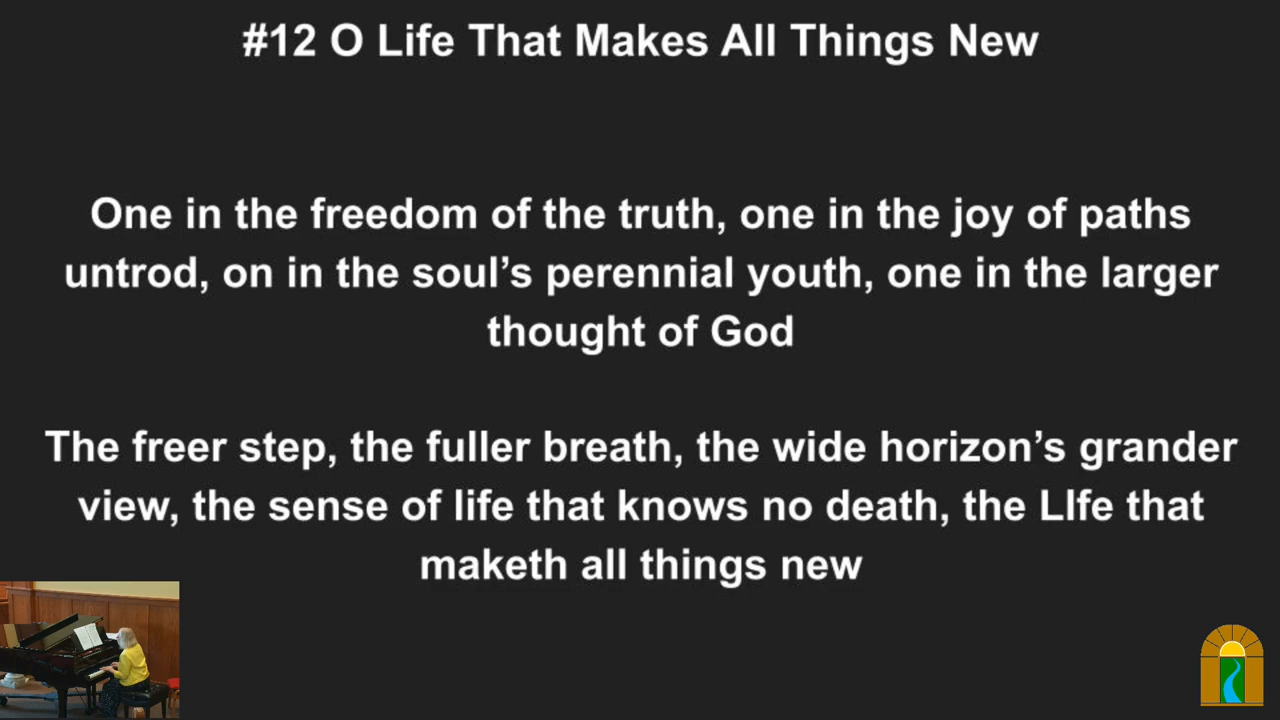 #12 O Life That Makes All Things New
One in the freedom of the truth, one in the joy of paths
untrod, on in the soul’s perennial youth, one in the larger
thought of God
The freer step, the fuller breath, the wide horizon’s grander
view, the sense of life that knows no death, the LIfe that
maketh all things new